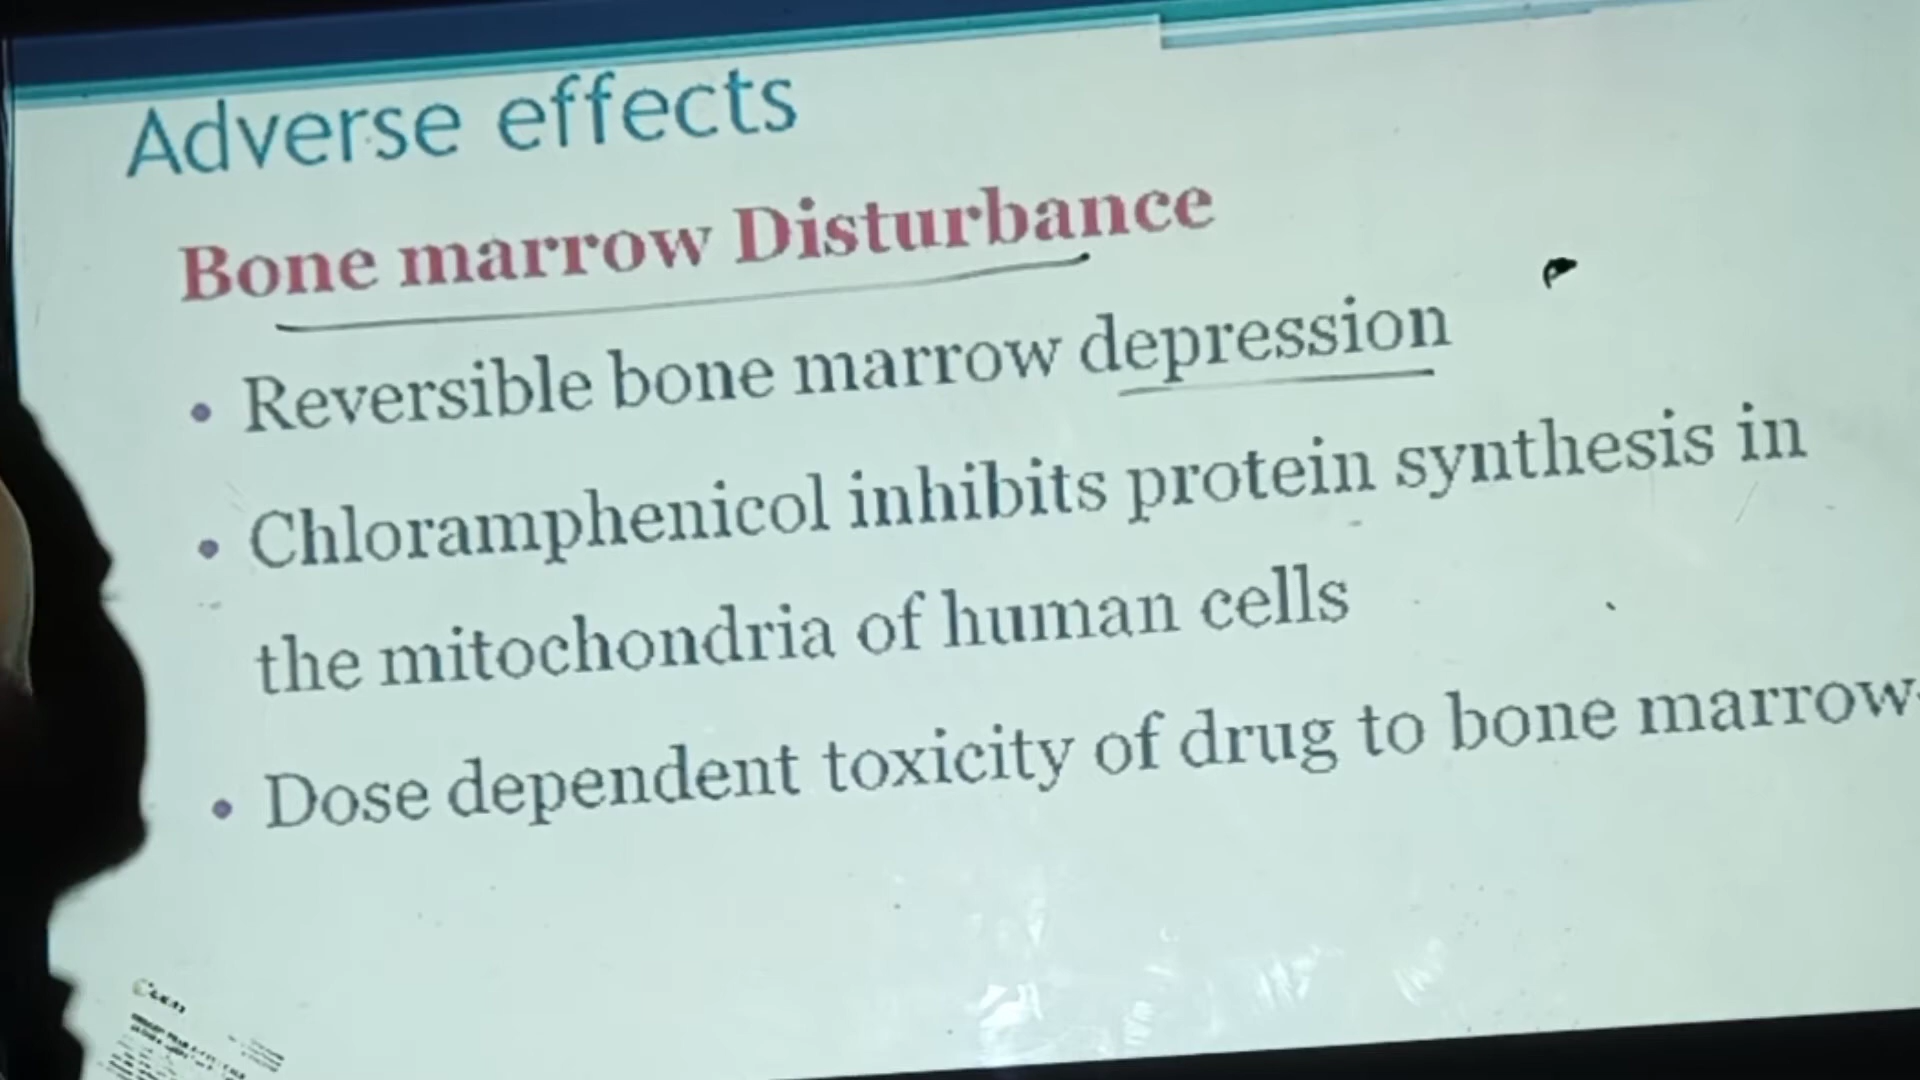 Adverse effects
Bone marrow Disturbance
• Reversible bone marrow depression
• Chloramphenicol inhibits protein synthesis in
the mitochondria of human cells
• Dose dependent toxicity of drug to bone marrow